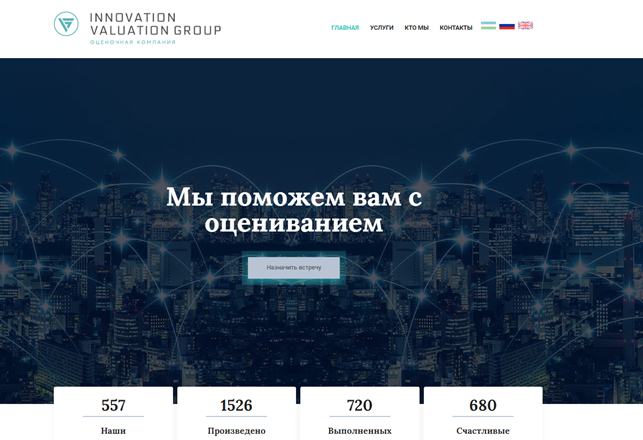 INNOVATION
VALUATION GROUP
ОЦЕНОЧНАЯ КОМПАНИЯ
ГЛАВНАЯ УСЛУГИ КТО МЫ КОНТАКТЫ
Мы поможем вам с
оцениванием
Назначить встречу
557 1526 720 680
Наши Произведено Выполненных Счастливые